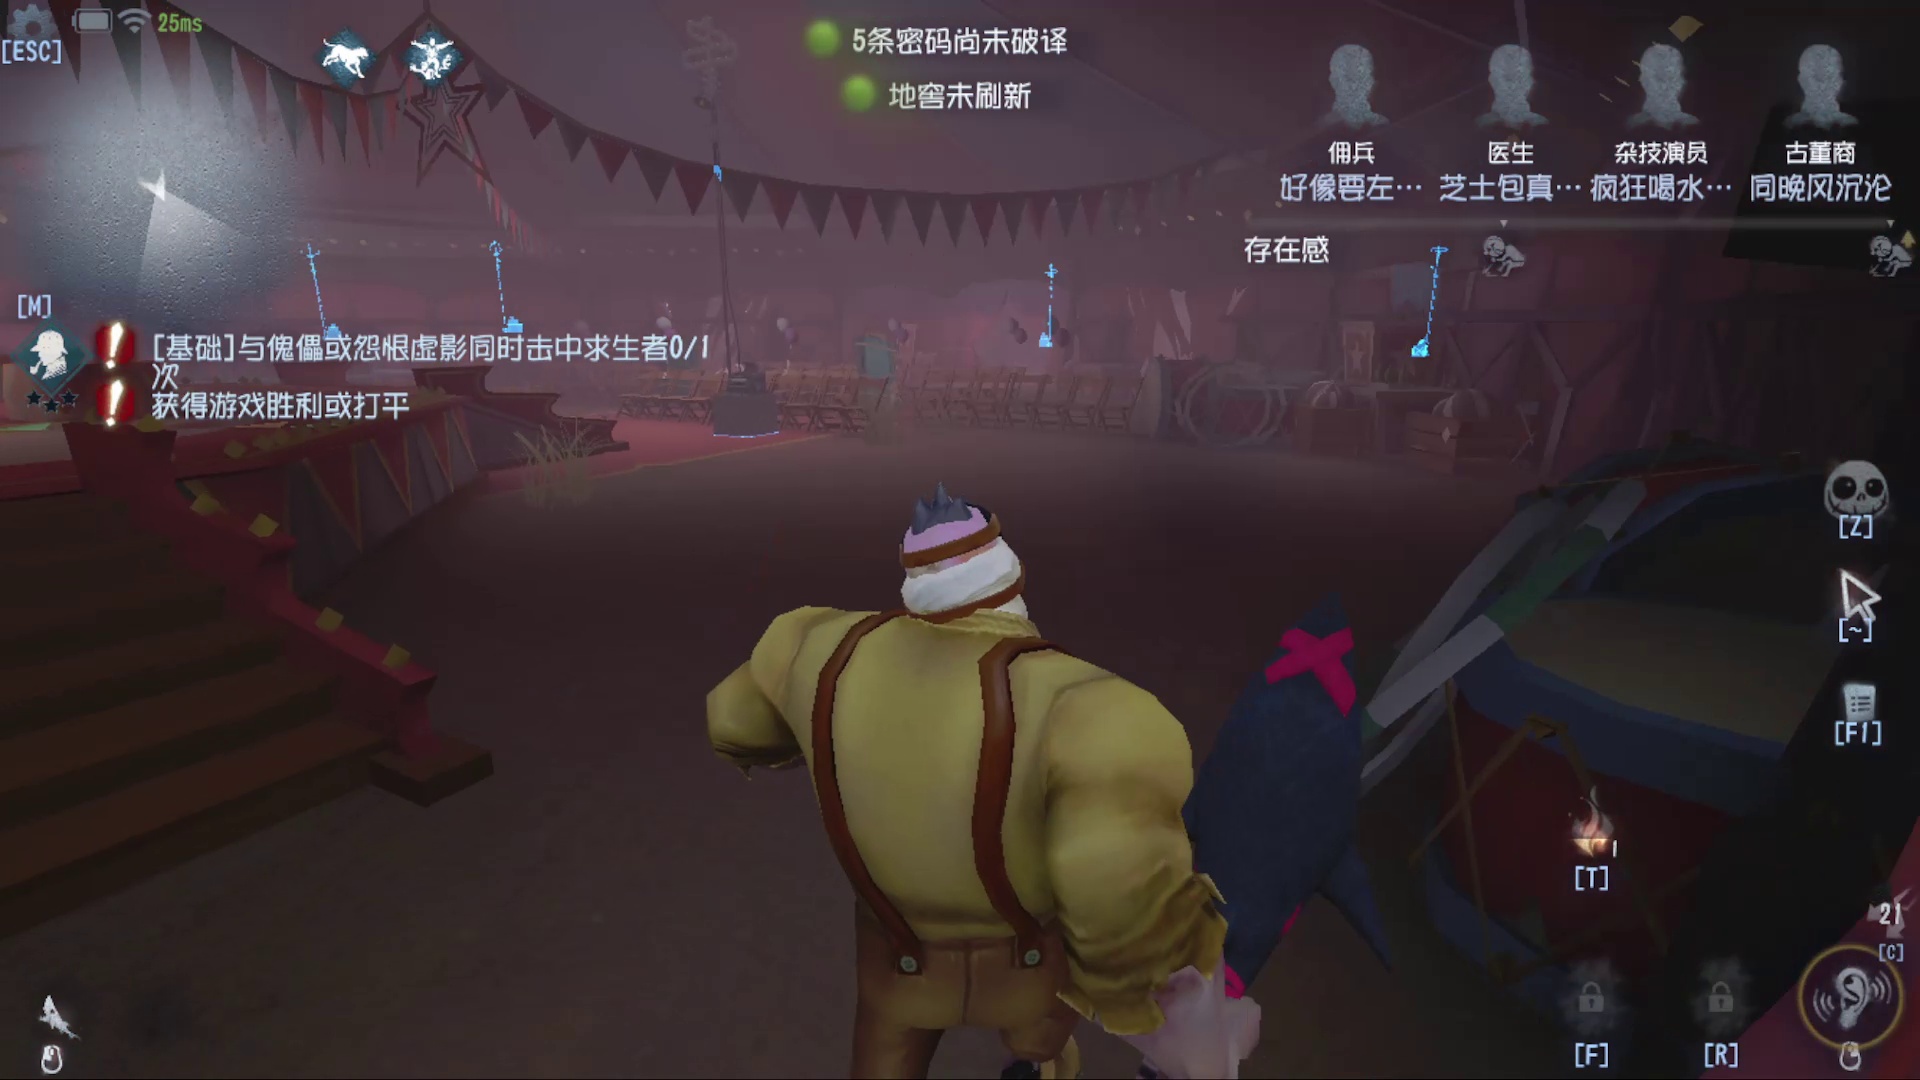 25ms
[ESC]
5条密码尚未破译
地窖未刷新
佣兵 医生 杂技演员 古董商
好像要左… 芝士包真… 疯狂喝水… 同晚风沉沦
存在感
[M]
[基础]与傀儡或怨恨虚影同时击中求生者0/1
次
获得游戏胜利或打平
[Z]
[~]
[F1]
1
[T]
21
[C]
[F]
[R]